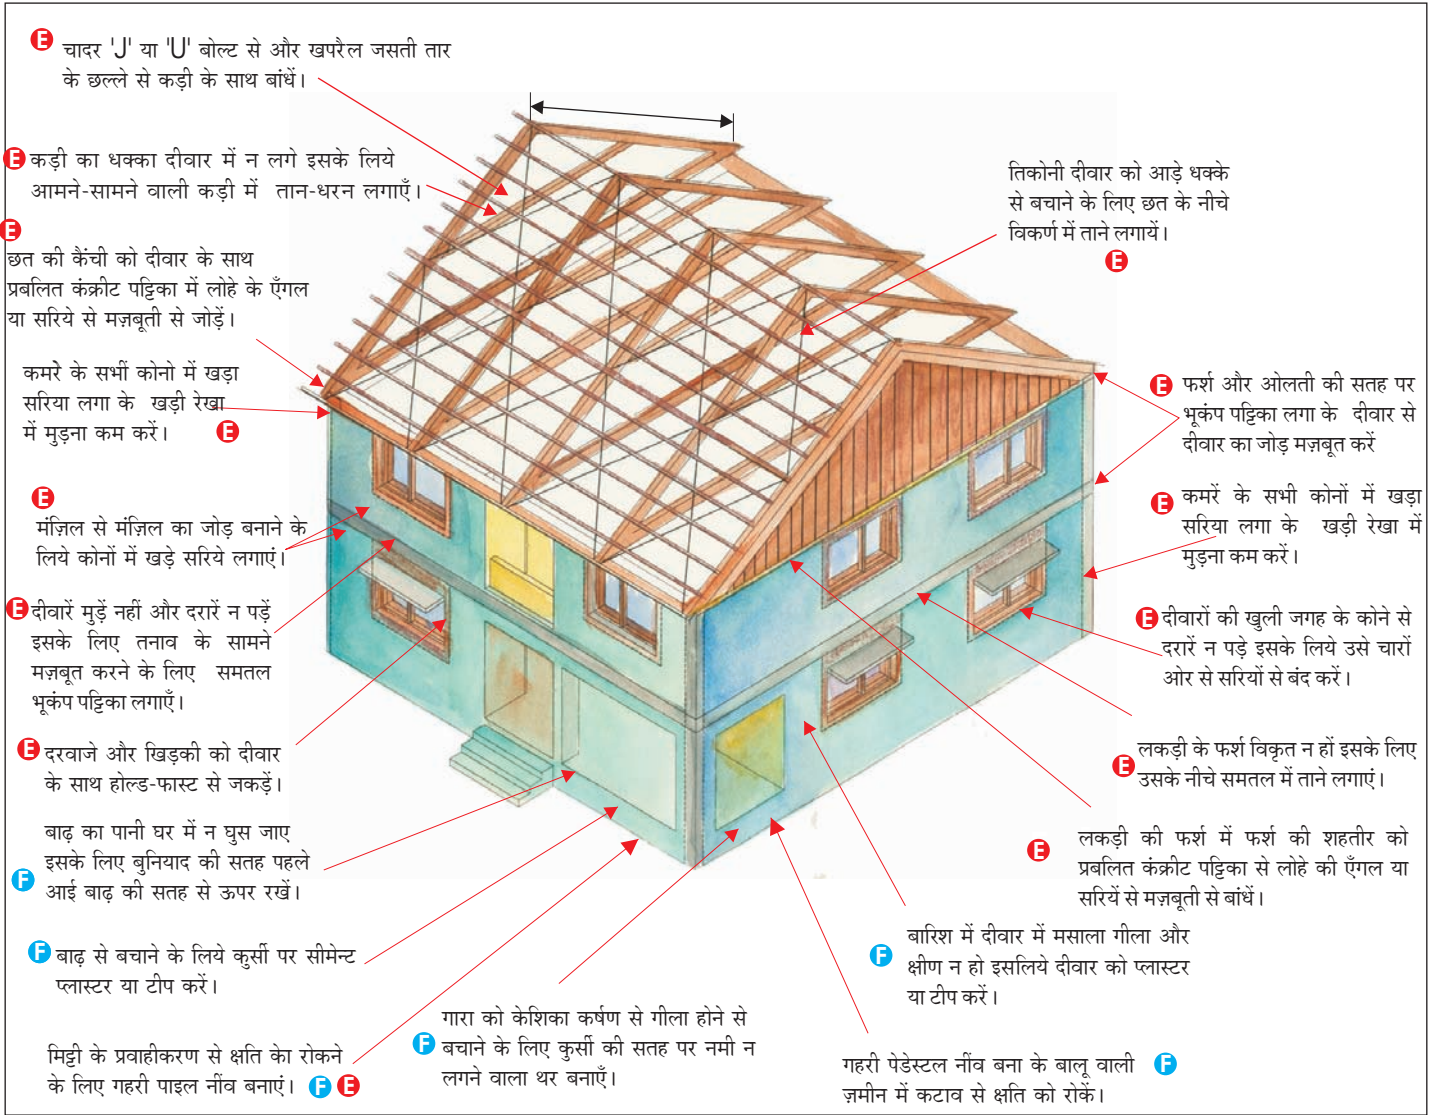 E चादर 'J' या 'U' बोल्ट से और खपरैल जसती तार
के छल्ले से कड़ी के साथ बांधें।
E कड़ी का धक्का दीवार में न लगे इसके लिये
आमने-सामने वाली कड़ी में तान-धरन लगाएँ।
E
छत की कैंची को दीवार के साथ
प्रबलित कंक्रीट पट्टिका में लोहे के एँगल
या सरिये से मज़बूती से जोड़ें।
कमरेे के सभीं कोनो में खड़ा
सरिया लगा के खड़ी रेखा
में मुड़ना कम करें। E
E
मंज़िल से मंज़िल का जोड़ बनाने के
लिये कोनों में खड़े सरिये लगाएं।
E दीवारें मुड़ें नहीं और दरारें न पड़ें
इसके लिए तनाव के सामने
मज़बूत करने के लिए समतल
भूकंप पट्टिका लगाएँ।
E दरवाजे और खिड़की को दीवार
के साथ होल्ड-फास्ट से जकड़ें।
बाढ़ का पानी घर में न घुस जाए
इसके लिए बुनियाद की सतह पहले
F आई बाढ़ की सतह से ऊपर रखें।
F बाढ़ से बचाने के लिये कुर्सी पर सीमेन्ट
प्लास्टर या टीप करें।
मिट्टी के प्रवाहीकरण से क्षति केा रोकने
के लिए गहरी पाइल नींव बनाएं। F E
गारा को केशिका कर्षण से गीला होने से
F बचाने के लिए कुर्सी की सतह पर नमी न
लगने वाला थर बनाएँ।
तिकोनी दीवार को आड़े धक्के
से बचाने के लिए छत के नीचे
विकर्ण में ताने लगायें।
E
E फर्श और ओलती की सतह पर
भूकंप पट्टिका लगा के दीवार से
दीवार का जोड़ मज़बूत करें
E कमरें के सभी कोनों में खड़ा
सरिया लगा के खड़ी रेखा में
मुड़ना कम करें।
E दीवारों की खुली जगह के कोने से
दरारें न पड़े इसके लिये उसे चारों
ओर से सरियों से बंद करें।
लकड़ी के फर्श विकृत न हों इसके लिए
E उसके नीचे समतल में ताने लगाएं।
लकड़ी की फर्श में फर्श की शहतीर को
E प्रबलित कंक्रीट पट्टिका से लोहे की एँगल या
सरियें से मज़बूती से बांधें।
बारिश में दीवार में मसाला गीला और
F क्षीण न हो इसलिये दीवार को प्लास्टर
या टीप करें।
गहरी पेडेस्टल नींव बना के बालू वाली F
ज़मीन में कटाव से क्षति को रोकें।